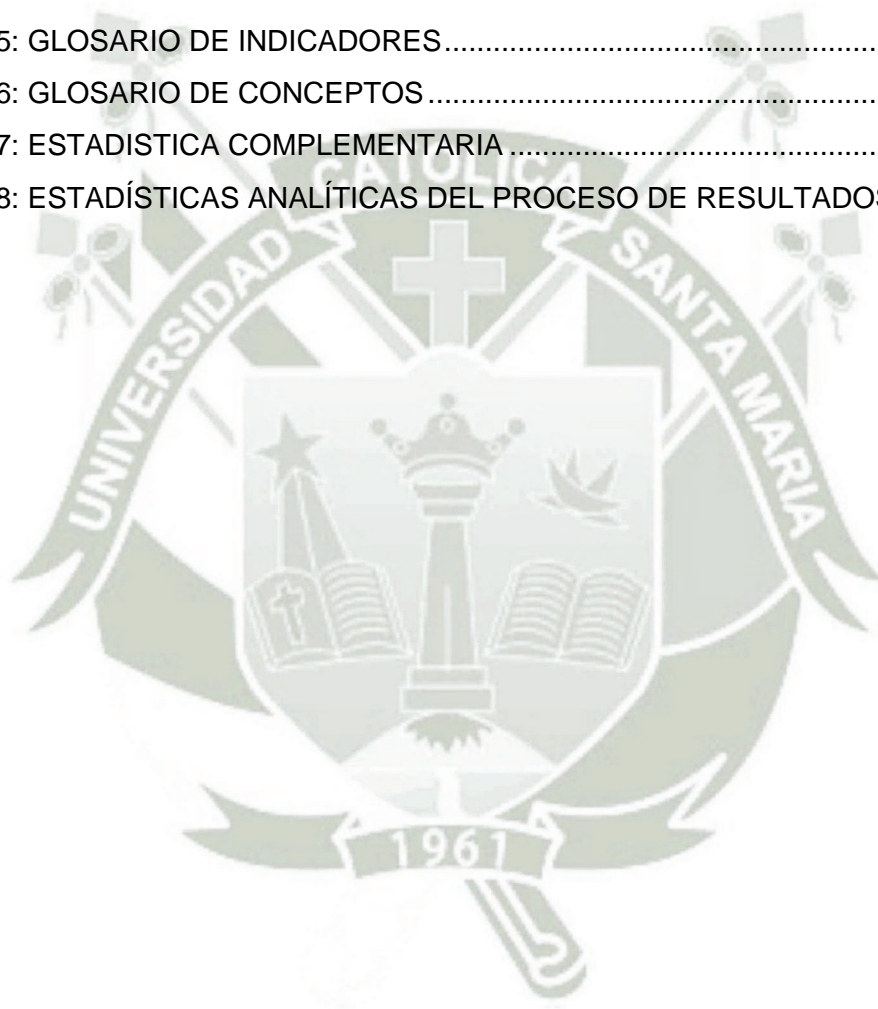 5: GLOSARIO DE INDICADORES
6: GLOSARIO DE CONCEPTOS
7: ESTADISTICA COMPLEMENTARIA
8: ESTADÍSTICAS ANALÍTICAS DEL PROCESO DE RESULTADOS
UNIVERSIDAD CATOLICA SANTA MARIA
1961